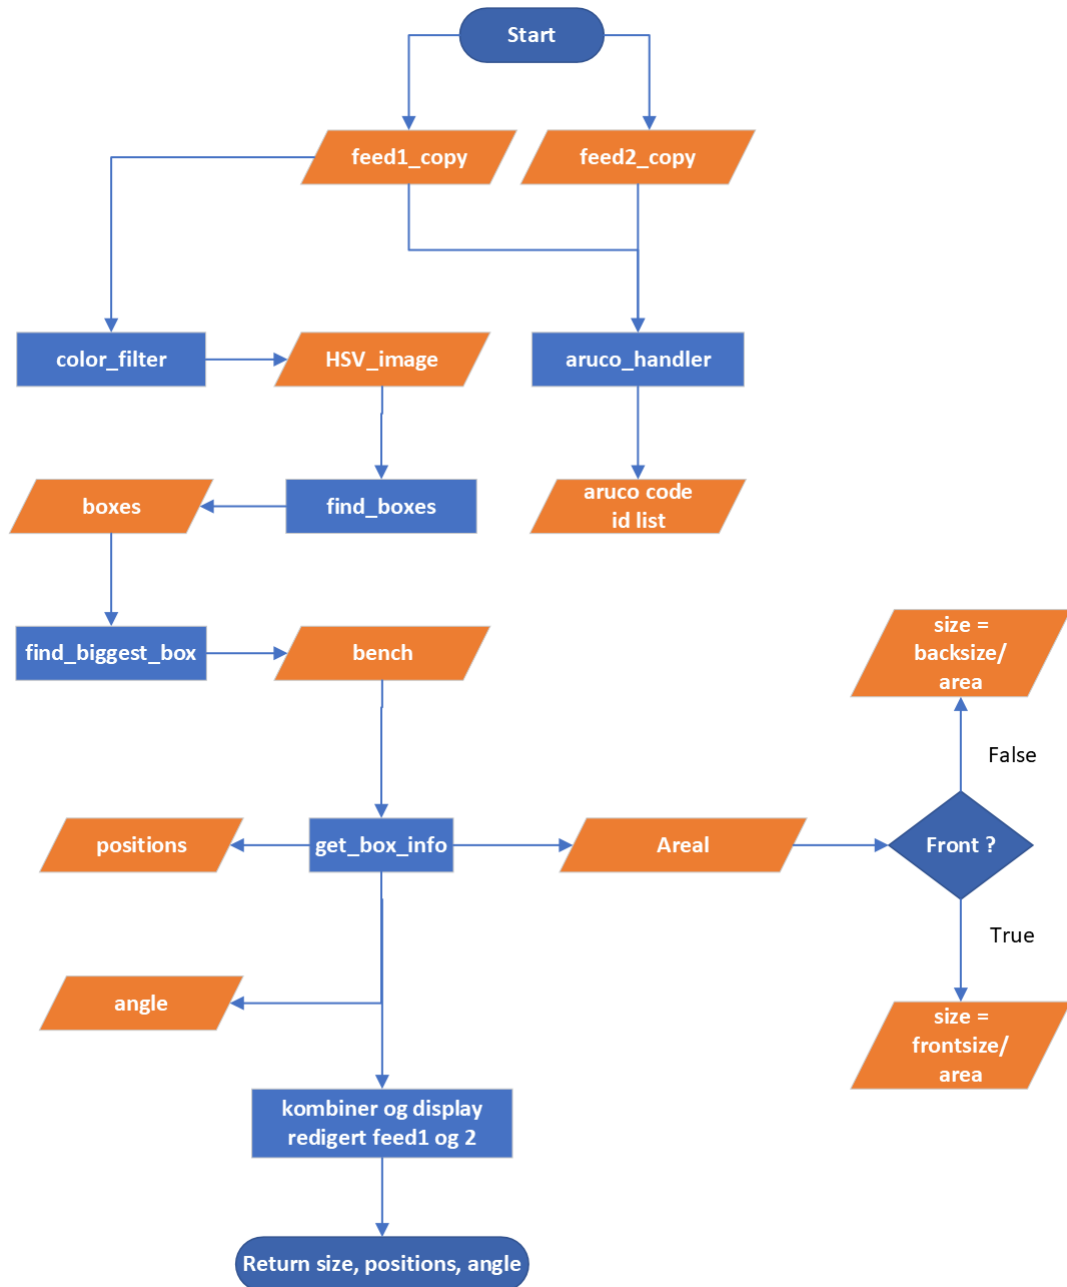 Start
feed1_copy
feed2_copy
color_filter
HSV_image
aruco_handler
boxes
find_boxes
aruco code
id list
find_biggest_box
bench
size =
backsize/
area
False
positions
get_box_info
Areal
Front ?
True
angle
size =
frontsize/
area
kombiner og display
redigert feed1 og 2
Return size, positions, angle